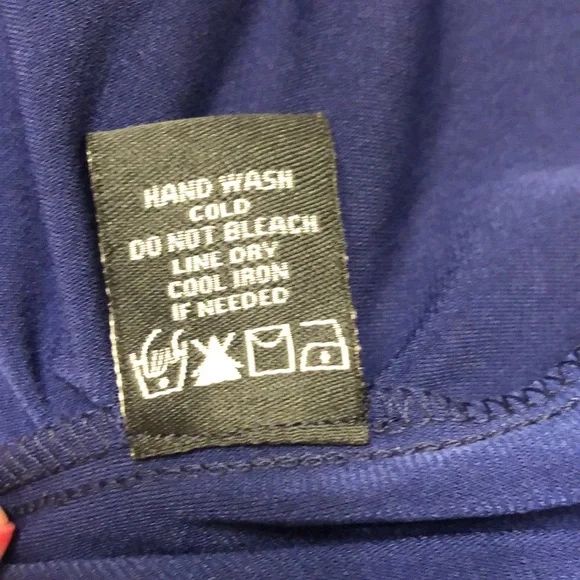 HAND WASH
COLD
DO NOT BLEACH
LINE DRY
COOL IRON
IF NEEDED